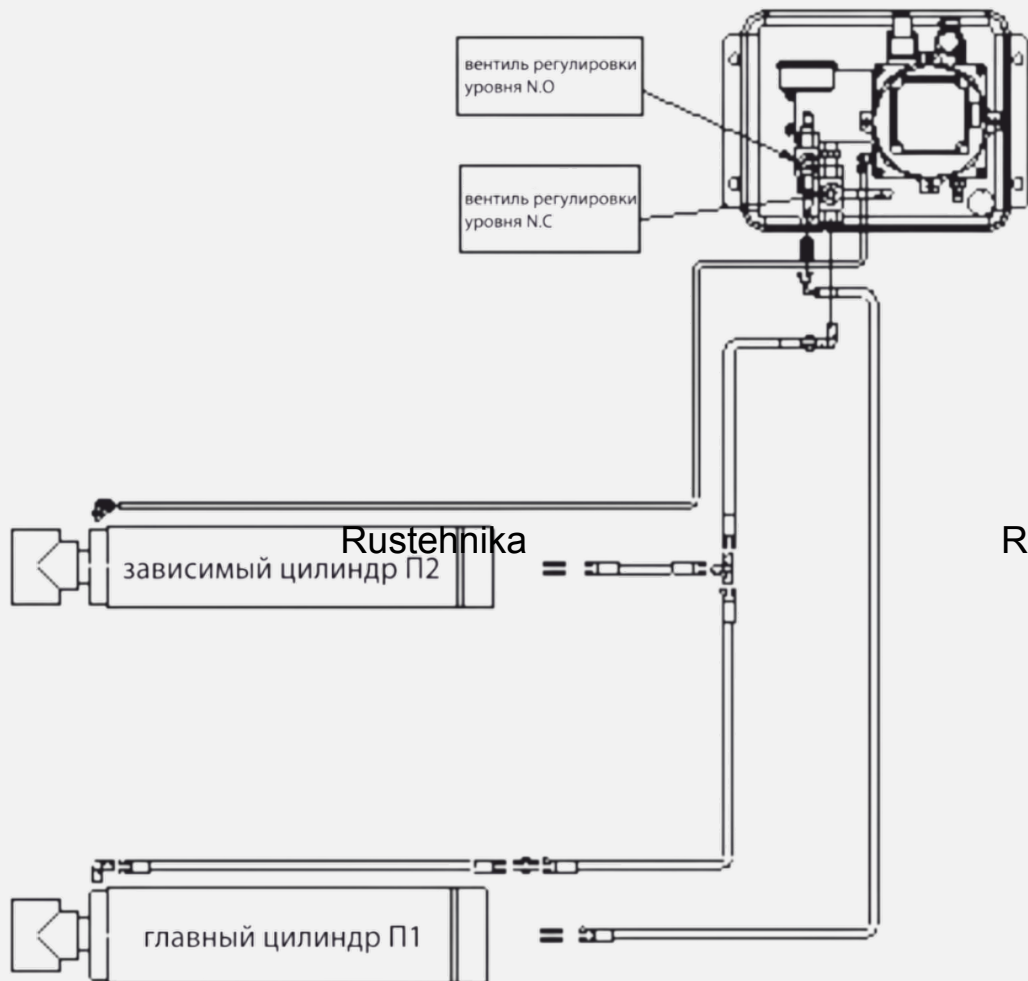 вентиль регулировки
уровня N.O
вентиль регулировки
уровня N.C
Rustehnika
R
зависимый цилиндр П2
главный цилиндр П1